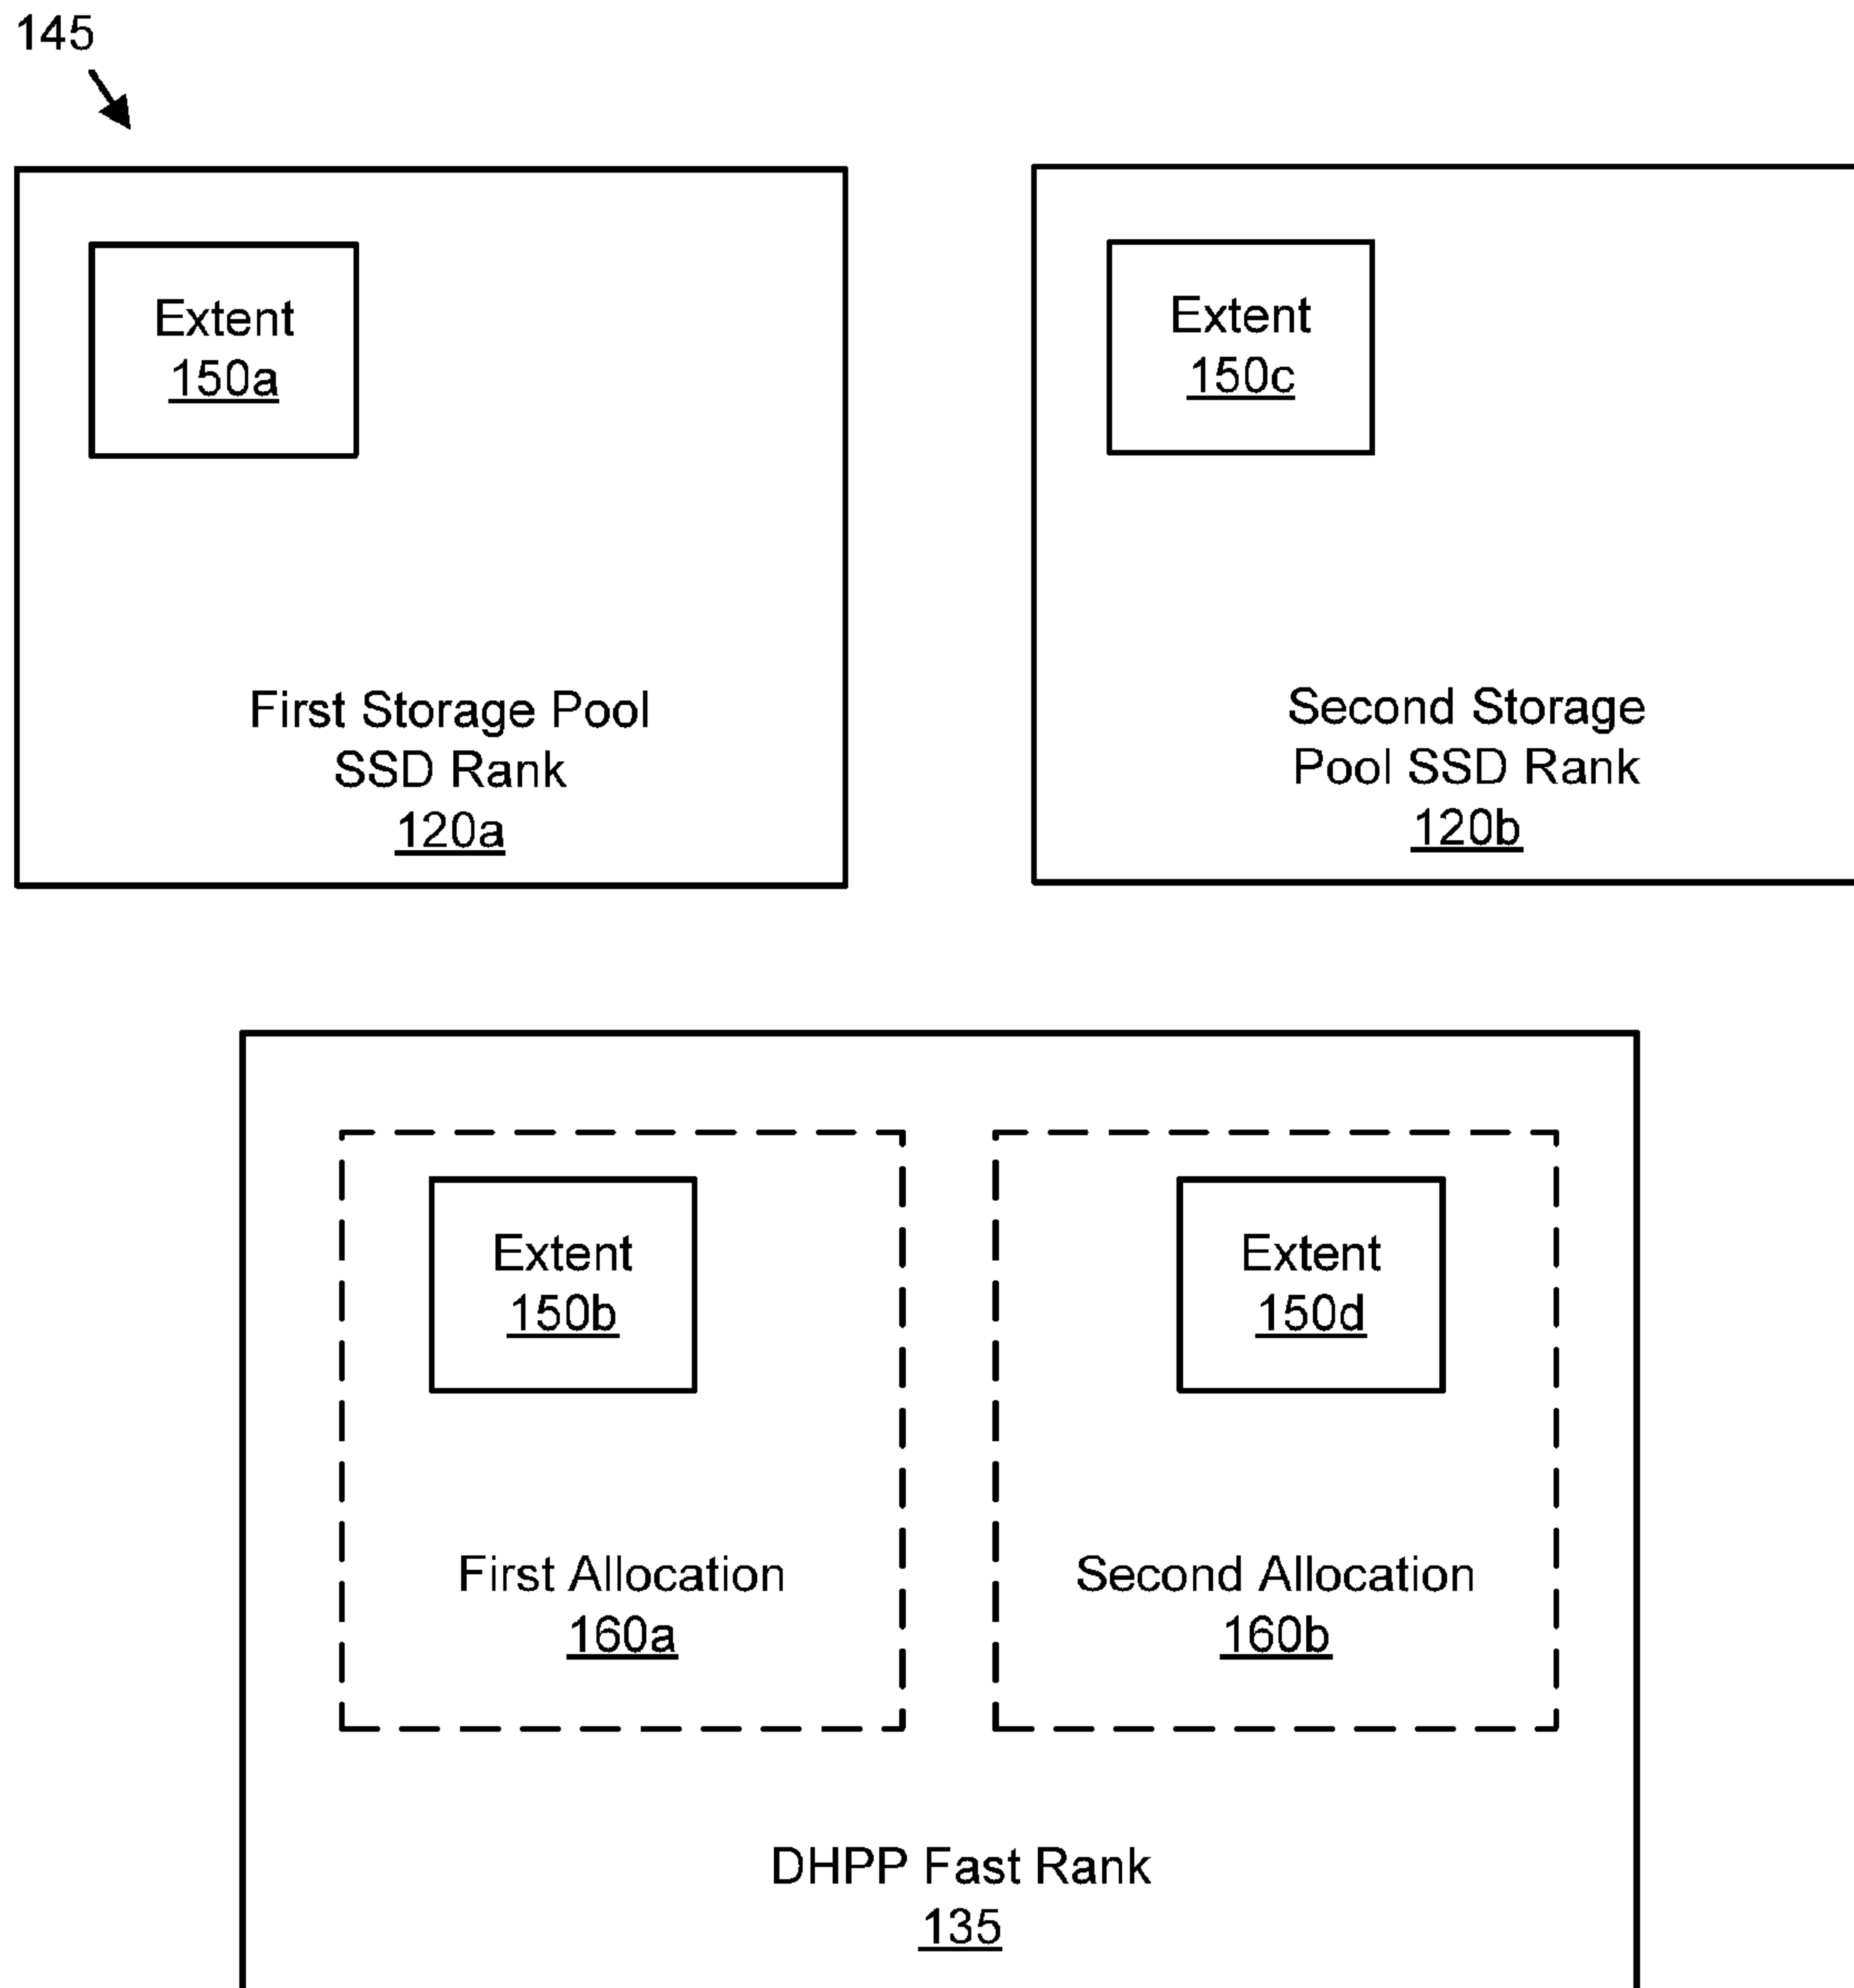 145
Extent
150a
First Storage Pool
SSD Rank
120a
Extent
150c
Second Storage
Pool SSD Rank
120b
Extent
150b
First Allocation
160a
Extent
150d
Second Allocation
160b
DHPP Fast Rank
135